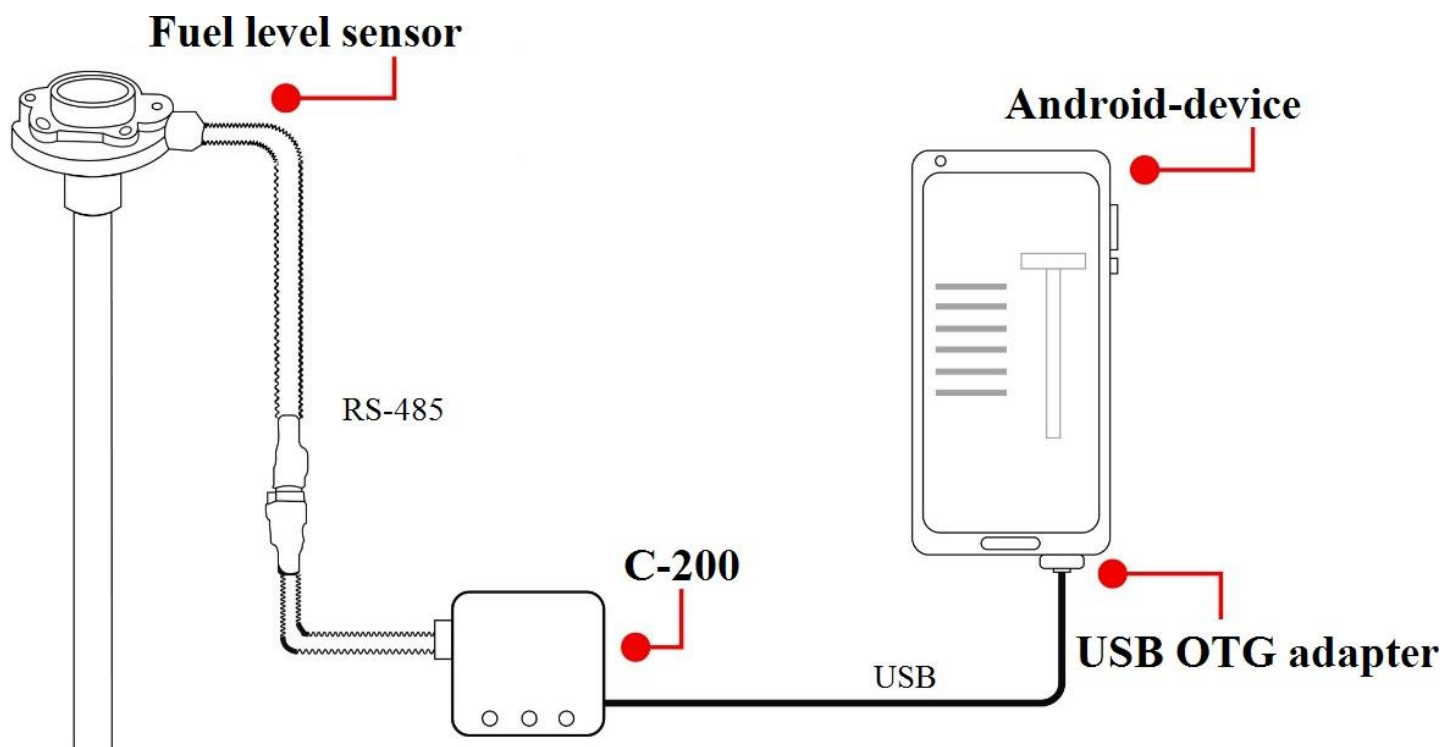 Fuel level sensor
Android-device
RS-485
C-200
USB
USB OTG adapter